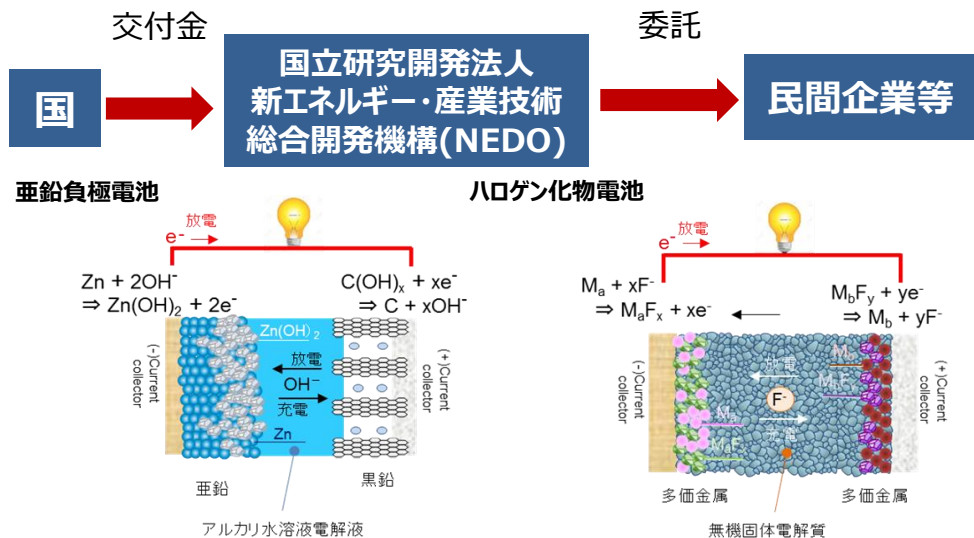 交付金
委託
国
国立研究開発法人
新エネルギー・産業技術
総合開発機構(NEDO)
民間企業等
亜鉛負極電池
放電
e⁻
Zn + 2OH⁻
⇒ Zn(OH)₂ + 2e⁻
C(OH)ₓ + xe⁻
⇒ C + xOH⁻
(-)Current
collector
Zn(OH)₂
放電
OH⁻
充電
Zn
(+)Current
collector
亜鉛
黒鉛
アルカリ水溶液電解液
ハロゲン化物電池
放電
e⁻
Mₐ + xF⁻
⇒ MₐFₓ + xe⁻
M_bF_y + ye⁻
⇒ M_b + yF⁻
(-)Current
collector
放電
F⁻
充電
(+)Current
collector
多価金属
多価金属
無機固体電解質